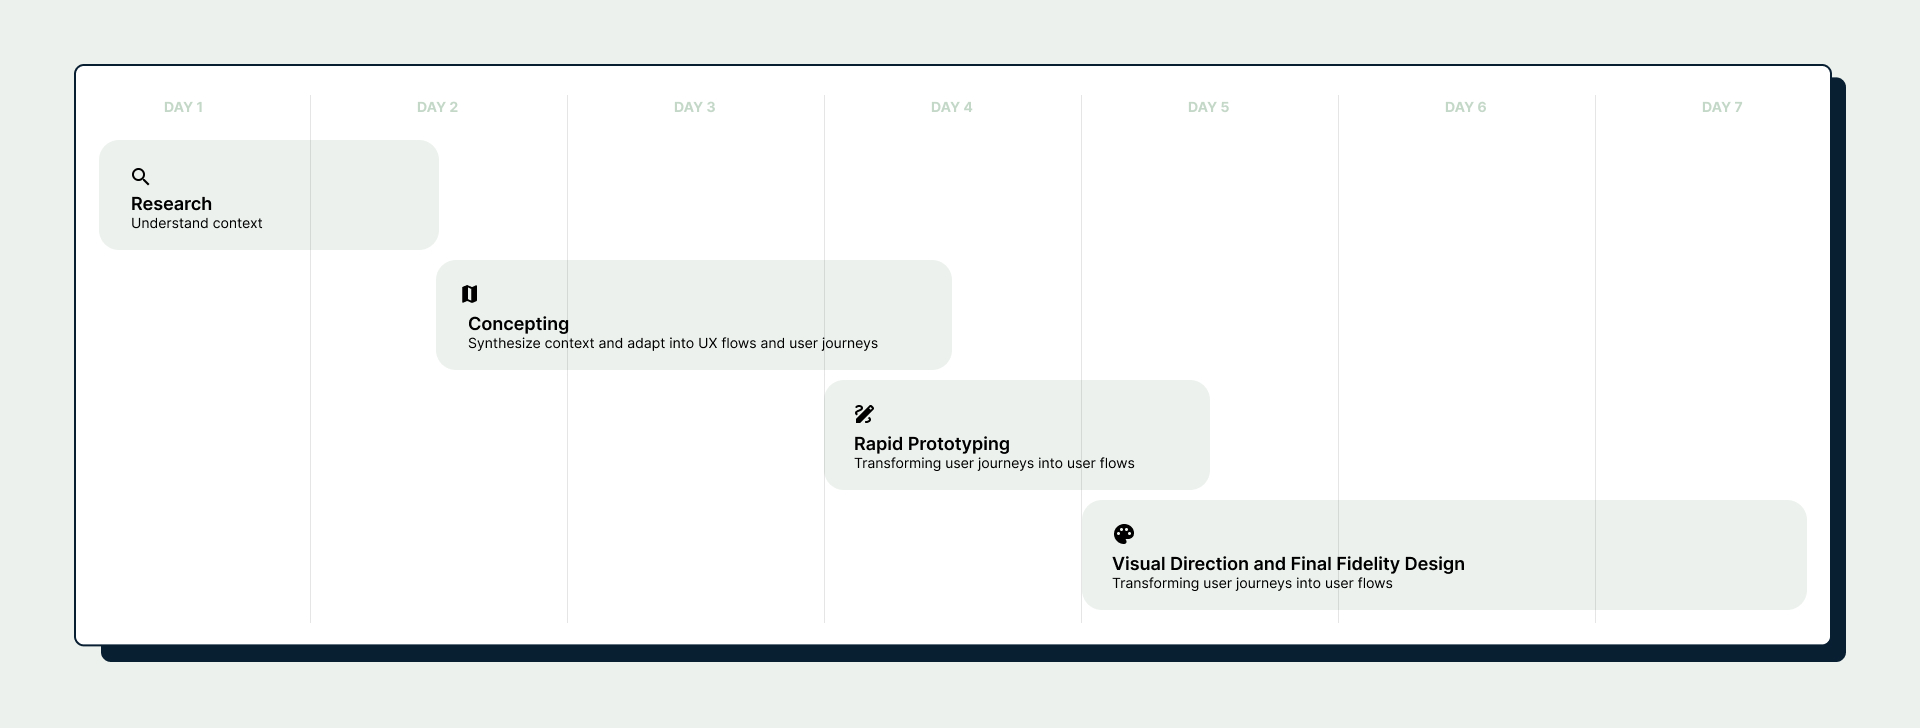 DAY 1
DAY 2
DAY 3
DAY 4
DAY 5
DAY 6
DAY 7
Research
Understand context
Concepting
Synthesize context and adapt into UX flows and user journeys
Rapid Prototyping
Transforming user journeys into user flows
Visual Direction and Final Fidelity Design
Transforming user journeys into user flows